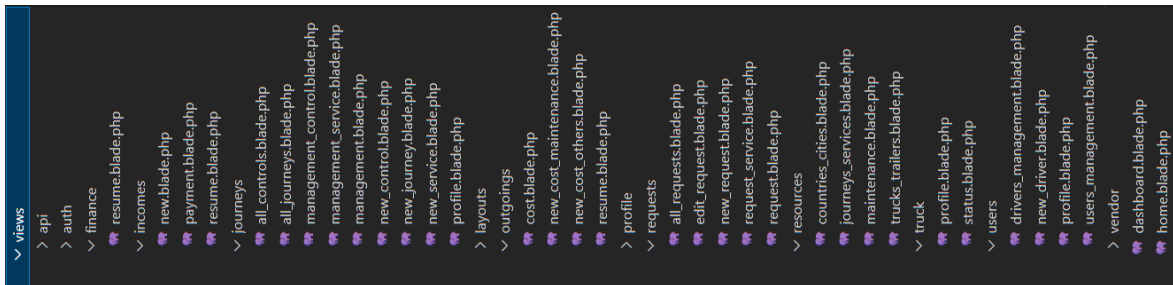 views
api
auth
finance
resume.blade.php
incomes
new.blade.php
payment.blade.php
resume.blade.php
journeys
all_controls.blade.php
all_journeys.blade.php
management_control.blade.php
management_service.blade.php
management.blade.php
new_control.blade.php
new_journey.blade.php
new_service.blade.php
profile.blade.php
layouts
outgoings
cost.blade.php
new_cost_maintenance.blade.php
new_cost_others.blade.php
resume.blade.php
profile
requests
all_requests.blade.php
edit_request.blade.php
new_request.blade.php
request_service.blade.php
request.blade.php
resources
countries_cities.blade.php
journeys_services.blade.php
maintenance.blade.php
trucks_trailers.blade.php
truck
profile.blade.php
status.blade.php
users
drivers_management.blade.php
new_driver.blade.php
profile.blade.php
users_management.blade.php
vendor
dashboard.blade.php
home.blade.php